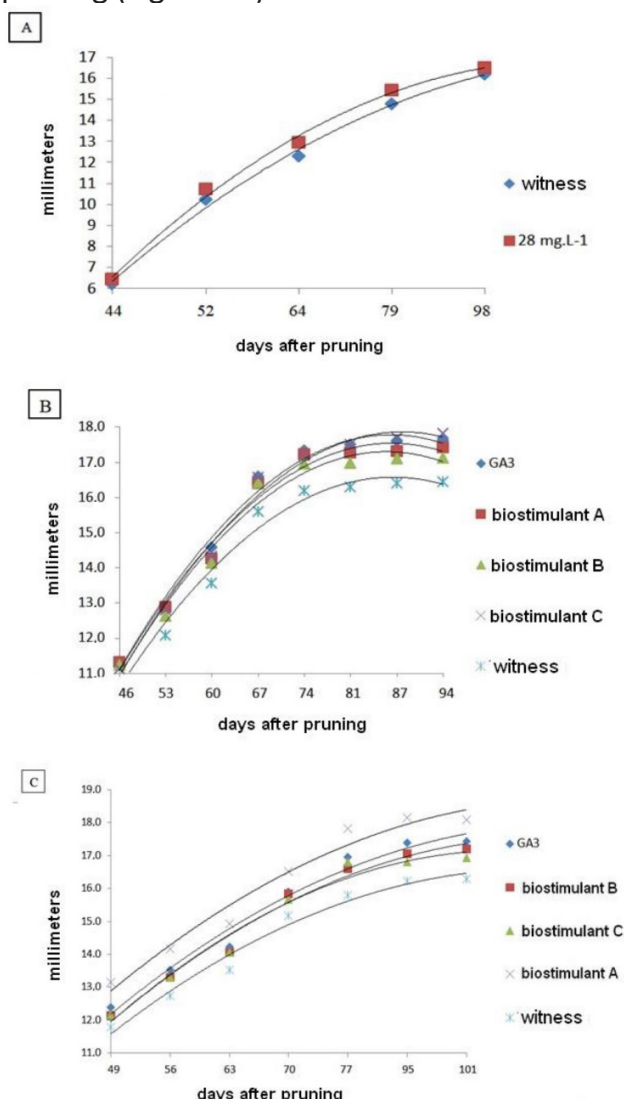 A
17
16
15
14
13
12
11
10
9
8
7
6
44 52 64 79 98
millimeters
days after pruning
witness
28 mg.L-1
B
18.0
17.0
16.0
15.0
14.0
13.0
12.0
11.0
46 53 60 67 74 81 87 94
millimeters
days after pruning
GA3
biostimulant A
biostimulant B
biostimulant C
witness
C
19.0
18.0
17.0
16.0
15.0
14.0
13.0
12.0
11.0
49 56 63 70 77 95 101
millimeters
days after pruning
GA3
biostimulant B
biostimulant C
biostimulant A
witness